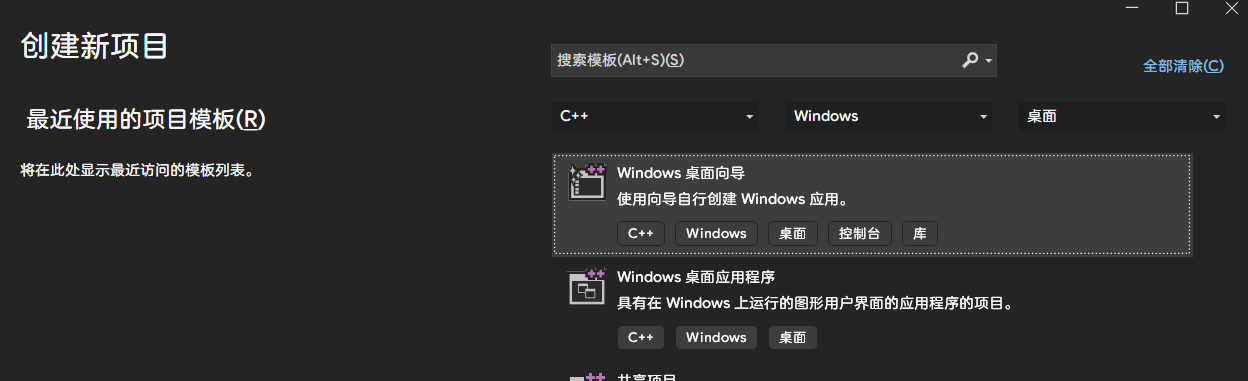 创建新项目
搜索模板(Alt+S)(S)
全部清除(C)
最近使用的项目模板(R)
C++
Windows
桌面
将在此处显示最近访问的模板列表。
Windows 桌面向导
使用向导自行创建 Windows 应用。
C++
Windows
桌面
控制台
库
Windows 桌面应用程序
具有在 Windows 上运行的图形用户界面的应用程序的项目。
C++
Windows
桌面
共享项目